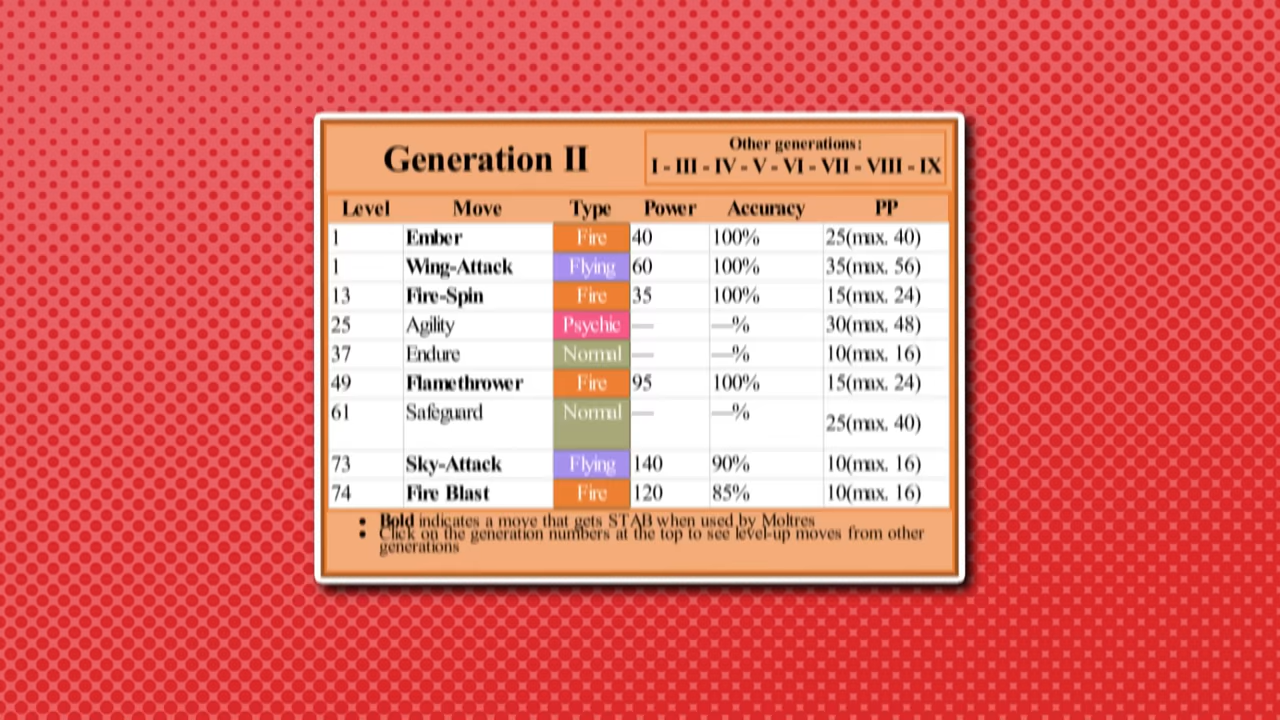 Generation II
Other generations:
I - III - IV - V - VI - VII - VIII - IX
Level Move Type Power Accuracy PP
1 Ember Fire 40 100% 25(max. 40)
1 Wing-Attack Flying 60 100% 35(max. 56)
13 Fire-Spin Fire 35 100% 15(max. 24)
25 Agility Psychic — —% 30(max. 48)
37 Endure Normal — —% 10(max. 16)
49 Flamethrower Fire 95 100% 15(max. 24)
61 Safeguard Normal — —% 25(max. 40)
73 Sky-Attack Flying 140 90% 10(max. 16)
74 Fire Blast Fire 120 85% 10(max. 16)
• Bold indicates a move that gets STAB when used by Moltres
• Click on the generation numbers at the top to see level-up moves from other
generations